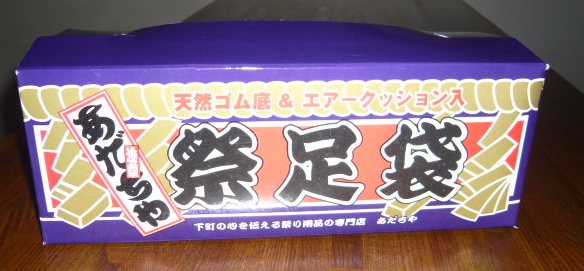 天然ゴム底 & エアークッション入
浅草
あだちや
祭足袋
下町の心を伝える祭り用品の専門店 あだちや